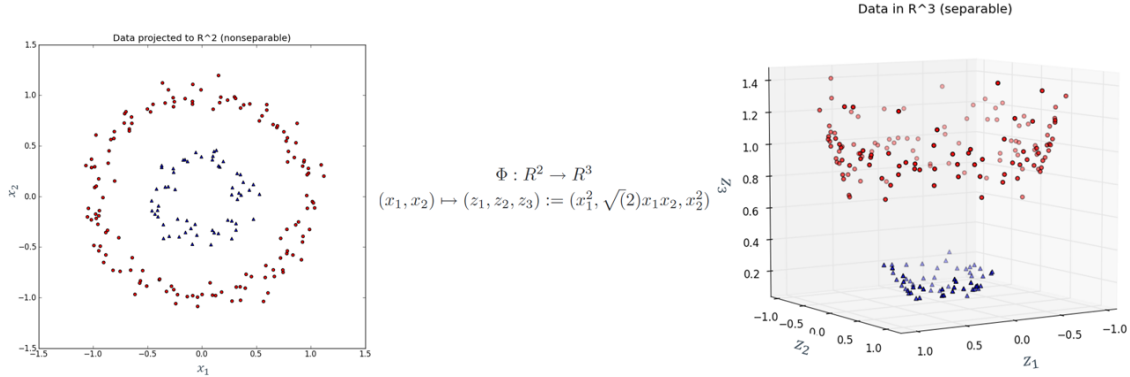 Data projected to R^2 (nonseparable)
1.5
1.0
0.5
0.0
−0.5
−1.0
−1.5
−1.5 −1.0 −0.5 0.0 0.5 1.0 1.5
x₂
x₁
Φ : R² → R³
(x₁, x₂) ↦ (z₁, z₂, z₃) := (x₁², √(2)x₁x₂, x₂²)
Data in R^3 (separable)
1.4
1.2
1.0
0.8
0.6
0.4
0.2
z₃
−1.0 −0.5 0.0 0.5 1.0
z₂
1.0 0.5 0.0 −0.5 −1.0
z₁